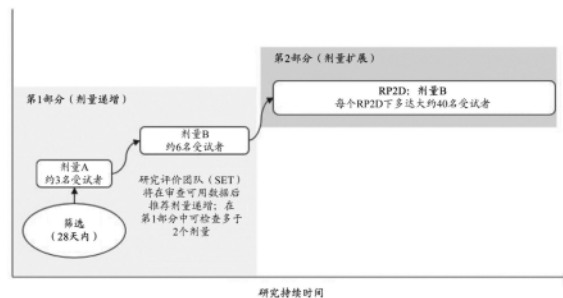 第2部分（剂量扩展）
RP2D：剂量B
每个RP2D下多达大约40名受试者
第1部分（剂量递增）
剂量B
约6名受试者
剂量A
约3名受试者
研究评价团队（SET）
将在审查可用数据后
推荐剂量递增；在
第1部分中可检查多于
2个剂量
筛选
（28天内）
研究持续时间